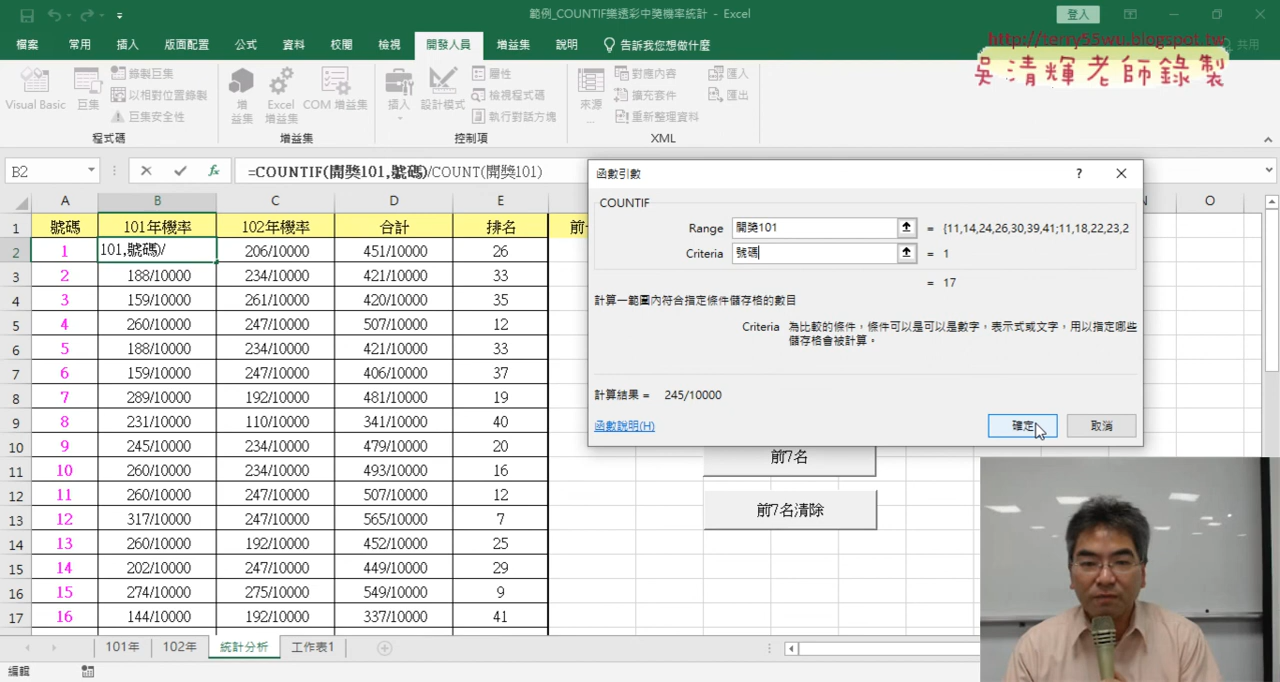 範例_COUNTIF樂透彩中獎機率統計 - Excel
登入
檔案 常用 插入 版面配置 公式 資料 校閱 檢視 開發人員 增益集 說明 告訴我您想做什麼 共用
http://terry55wu.blogspot.tw
吳清輝老師錄製
Visual Basic 巨集 錄製巨集 以相對位置錄製 巨集安全性
增益集 Excel 增益集 COM 增益集
插入 設計模式 屬性 檢視程式碼 執行對話方塊
來源 對應內容 擴充套件 重新整理資料 匯入 匯出
程式碼 增益集 控制項 XML
B2 =COUNTIF(開獎101,號碼)/COUNT(開獎101)
A B C D E N O
1 號碼 101年機率 102年機率 合計 排名
2 1 101,號碼)/ 206/10000 451/10000 26
3 2 188/10000 234/10000 421/10000 33
4 3 159/10000 261/10000 420/10000 35
5 4 260/10000 247/10000 507/10000 12
6 5 188/10000 234/10000 421/10000 33
7 6 159/10000 247/10000 406/10000 37
8 7 289/10000 192/10000 481/10000 19
9 8 231/10000 110/10000 341/10000 40
10 9 245/10000 234/10000 479/10000 20
11 10 260/10000 234/10000 493/10000 16
12 11 260/10000 247/10000 507/10000 12
13 12 317/10000 247/10000 565/10000 7
14 13 260/10000 192/10000 452/10000 25
15 14 202/10000 247/10000 449/10000 29
16 15 274/10000 275/10000 549/10000 9
17 16 144/10000 192/10000 337/10000 41
函數引數 ?
COUNTIF
Range 開獎101 = {11,14,24,26,30,39,41;11,18,22,23,2
Criteria 號碼 = 1
= 17
計算一範圍內符合指定條件儲存格的數目
Criteria 為比較的條件，條件可以是可以是數字，表示式或文字，用以指定哪些
儲存格會被計算。
計算結果 = 245/10000
函數說明(H) 確定 取消
前7名
前7名清除
101年 102年 統計分析 工作表1
編輯